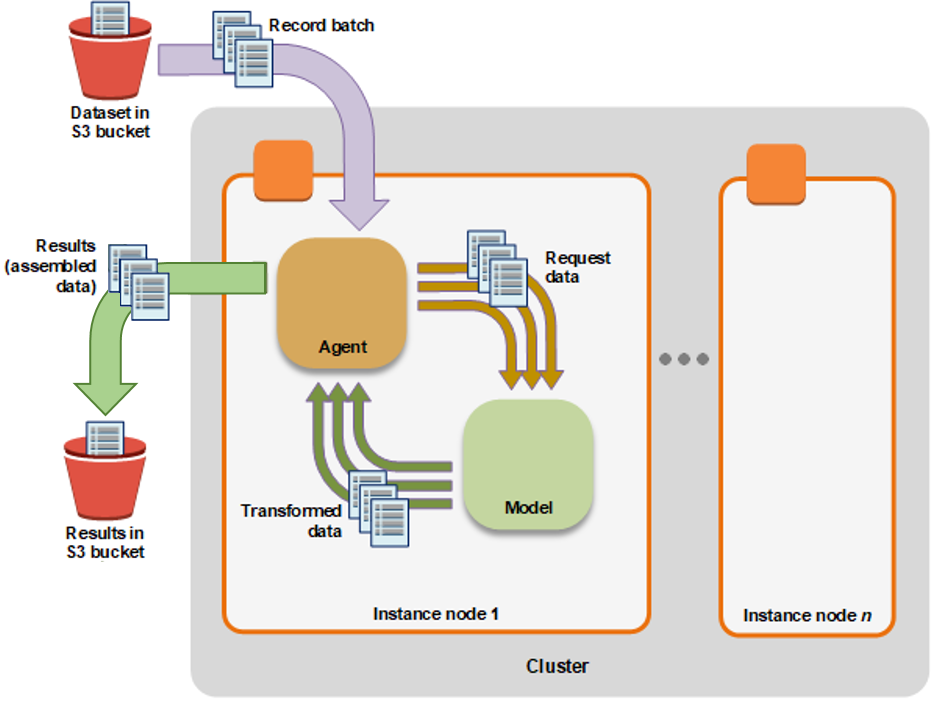 Record batch
Dataset in
S3 bucket
Results
(assembled
data)
Request
data
Agent
Model
Transformed
data
Results in
S3 bucket
Instance node 1
Instance node n
Cluster